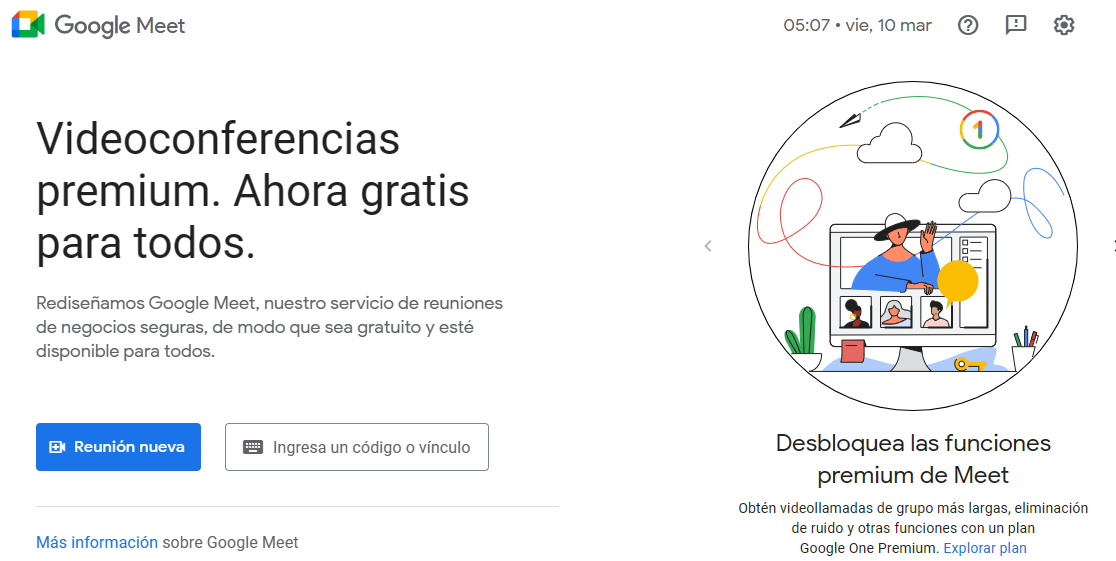 Google Meet
05:07 • vie, 10 mar
Videoconferencias
premium. Ahora gratis
para todos.
Rediseñamos Google Meet, nuestro servicio de reuniones
de negocios seguras, de modo que sea gratuito y esté
disponible para todos.
Reunión nueva
Ingresa un código o vínculo
Más información sobre Google Meet
1
Desbloquea las funciones
premium de Meet
Obtén videollamadas de grupo más largas, eliminación
de ruido y otras funciones con un plan
Google One Premium. Explorar plan